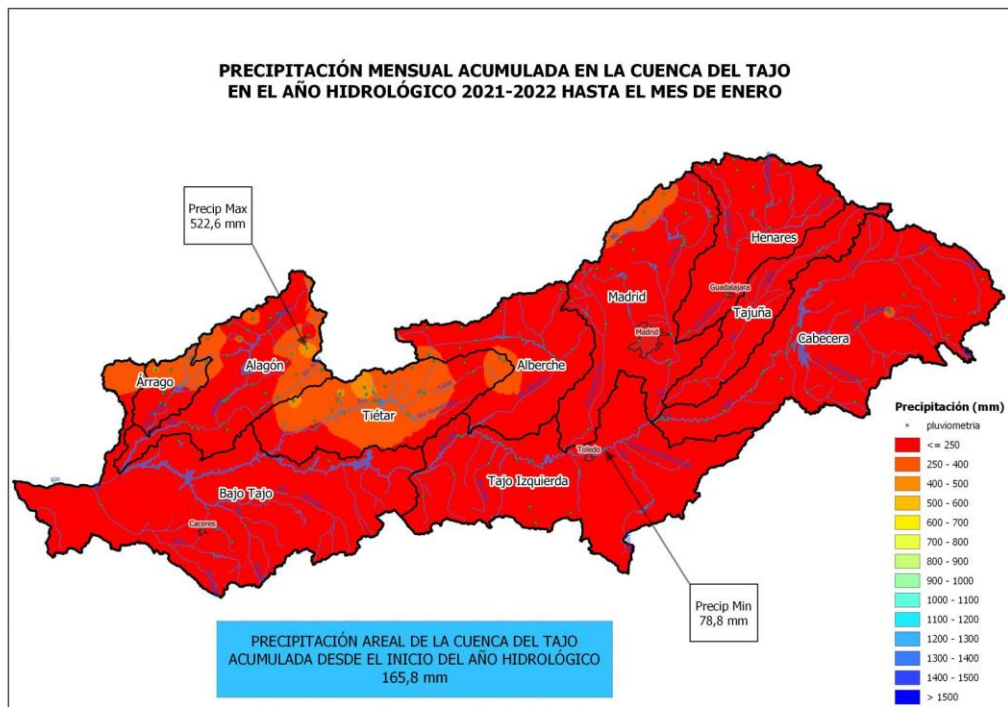 PRECIPITACIÓN MENSUAL ACUMULADA EN LA CUENCA DEL TAJO
EN EL AÑO HIDROLÓGICO 2021-2022 HASTA EL MES DE ENERO
Precip Max
522,6 mm
Henares
Madrid
Guadalajara
Tajuña
Madrid
Cabecera
Alagón
Alberche
Árrago
Tiétar
Toledo
Tajo Izquierda
Bajo Tajo
Caceres
Precip Min
78,8 mm
PRECIPITACIÓN AREAL DE LA CUENCA DEL TAJO
ACUMULADA DESDE EL INICIO DEL AÑO HIDROLÓGICO
165,8 mm
Precipitación (mm)
pluviometria
<= 250
250 - 400
400 - 500
500 - 600
600 - 700
700 - 800
800 - 900
900 - 1000
1000 - 1100
1100 - 1200
1200 - 1300
1300 - 1400
1400 - 1500
> 1500